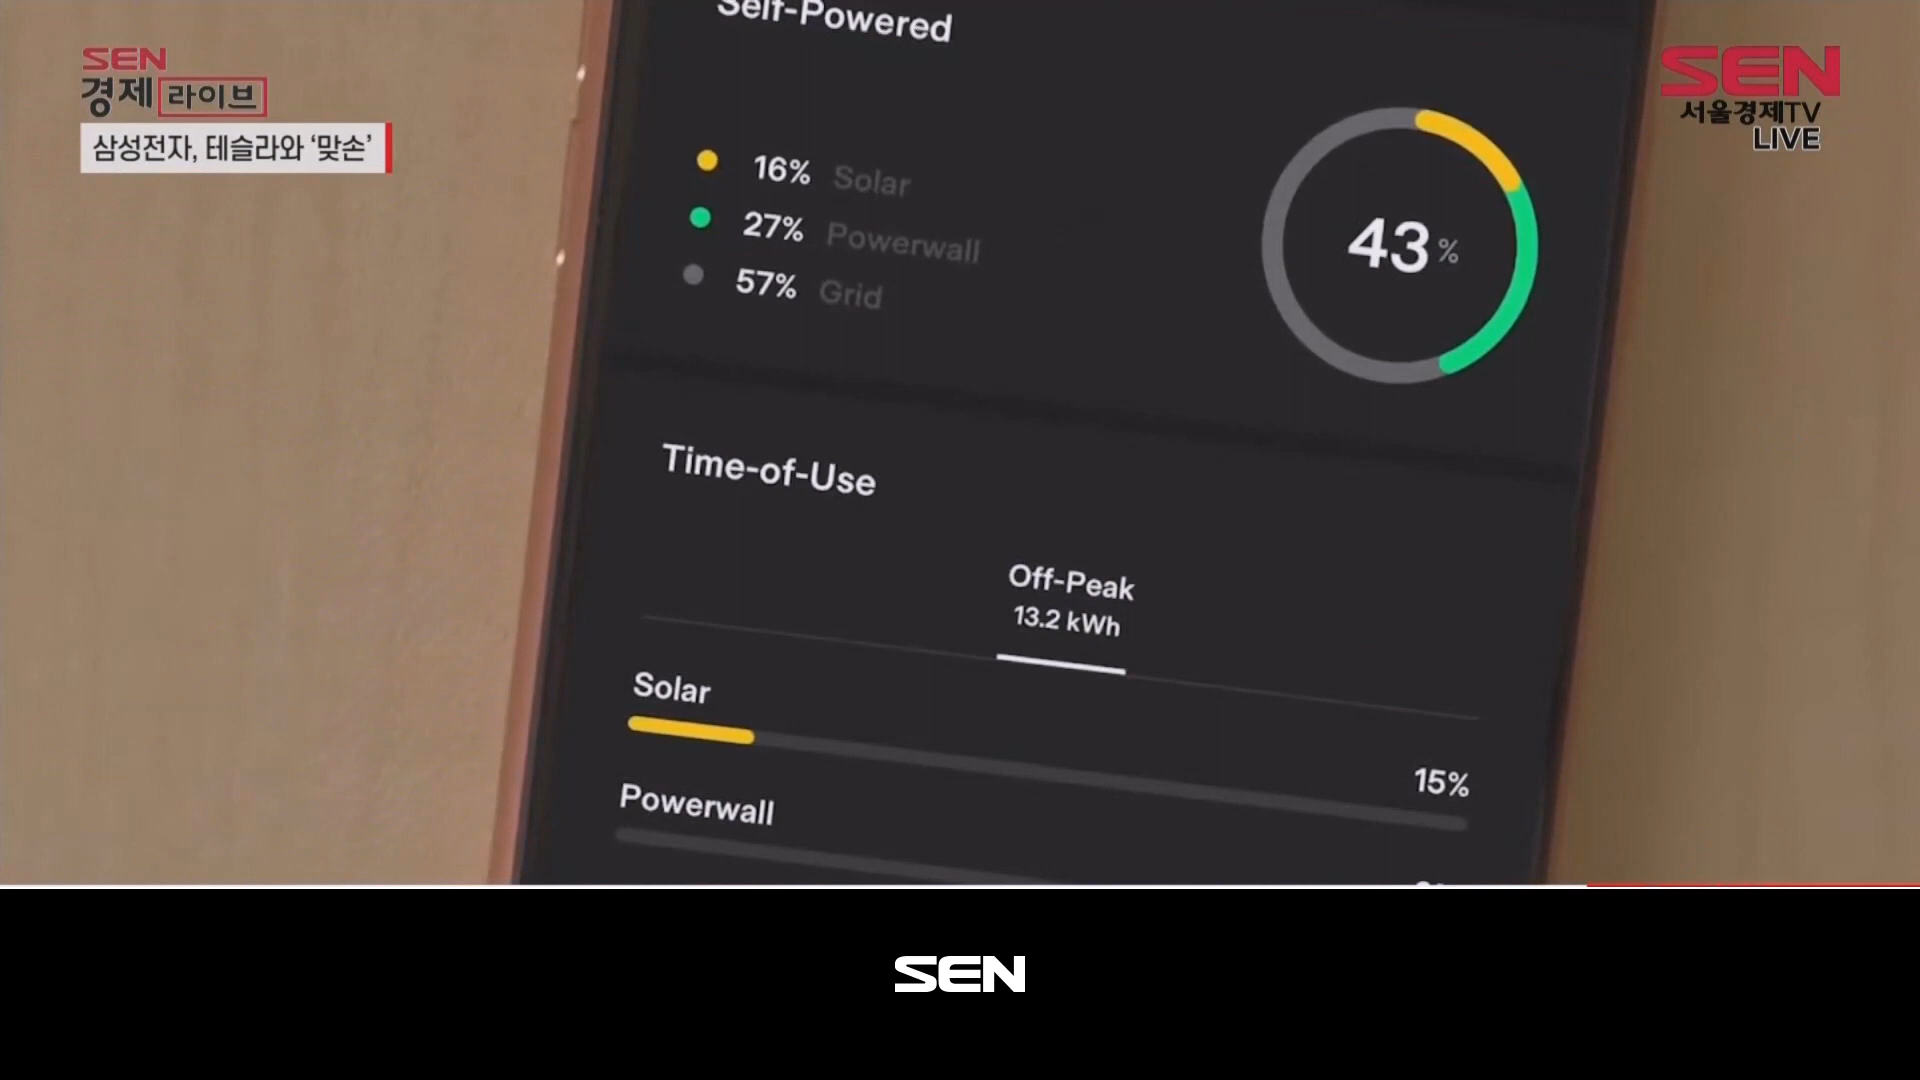 Self-Powered
SEN
경제 라이브
삼성전자, 테슬라와 ‘맞손’
SEN
서울경제TV
LIVE
16% Solar
27% Powerwall
57% Grid
43%
Time-of-Use
Off-Peak
13.2 kWh
Solar
15%
Powerwall
SEN